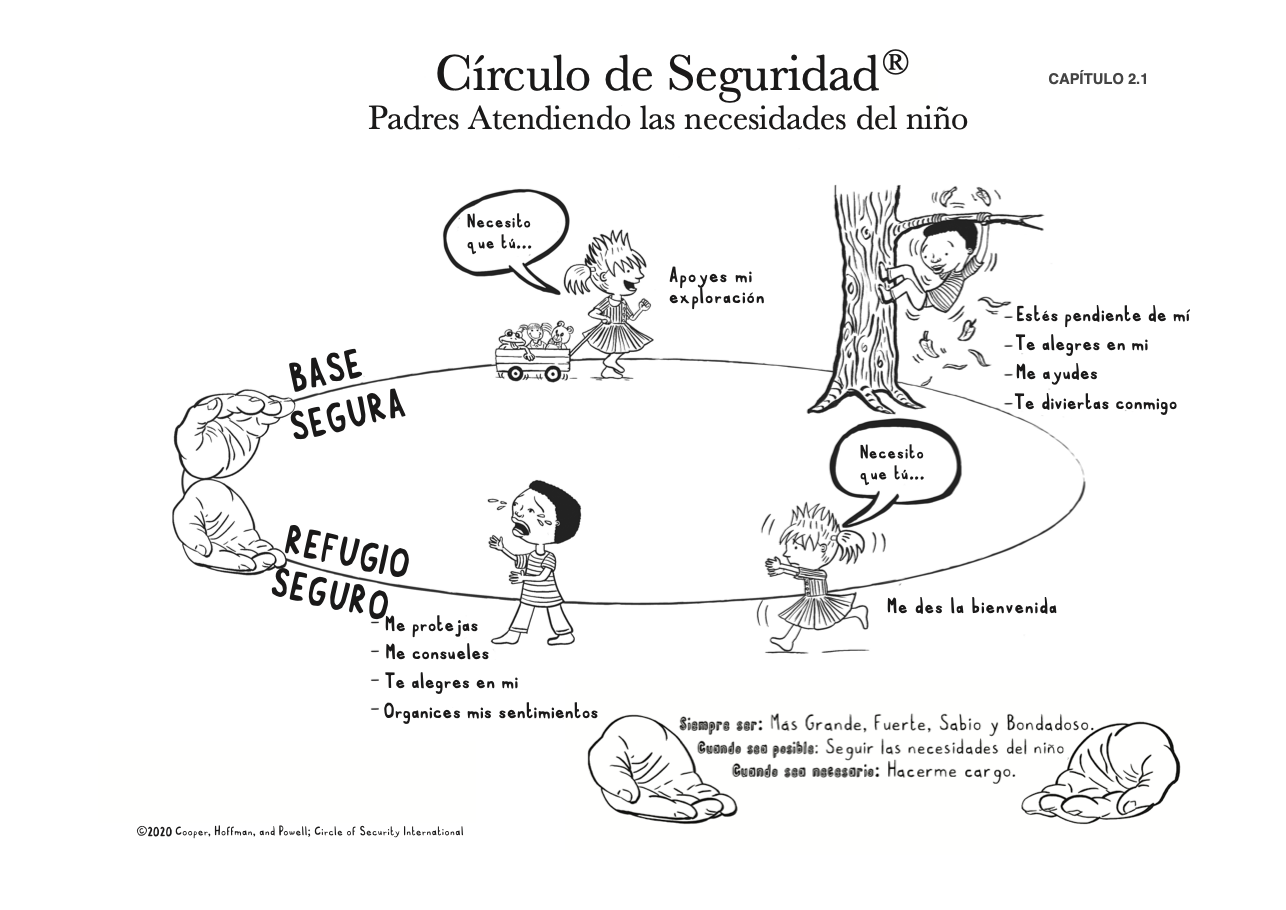 Círculo de Seguridad®
CAPÍTULO 2.1
Padres Atendiendo las necesidades del niño
Necesito
que tú...
Apoyes mi
exploración
-Estés pendiente de mí
-Te alegres en mi
-Me ayudes
-Te diviertas conmigo
BASE
SEGURA
Necesito
que tú...
REFUGIO
SEGURO
Me des la bienvenida
- Me protejas
- Me consueles
- Te alegres en mi
- Organices mis sentimientos
Siempre ser: Mas Grande, Fuerte, Sabio y Bondadoso.
Cuando sea posible: Seguir las necesidades del niño
Cuando sea necesario: Hacerme cargo.
©2020 Cooper, Hoffman, and Powell; Circle of Security International